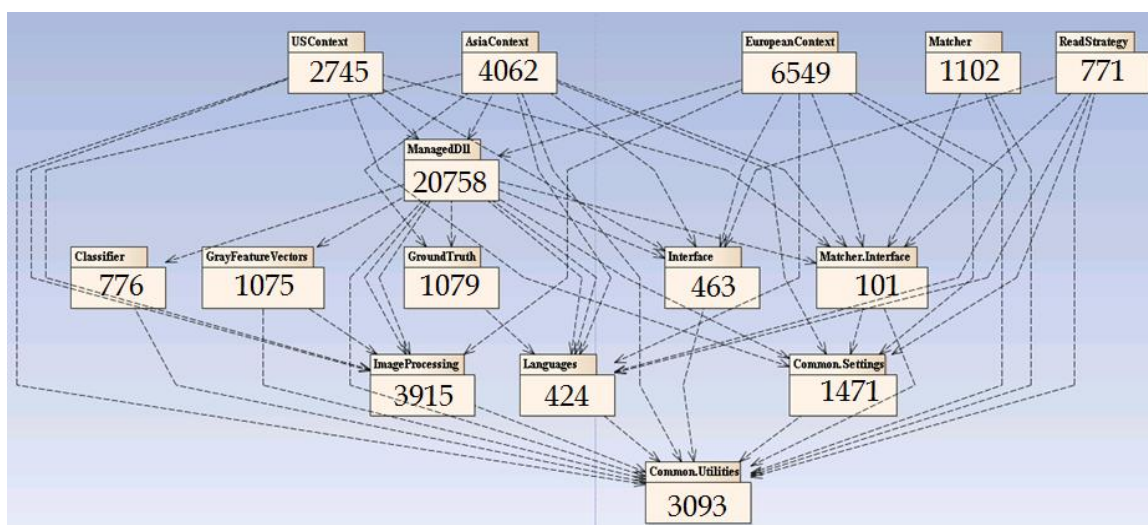 USContext
2745
AsiaContext
4062
EuropeanContext
6549
Matcher
1102
ReadStrategy
771
ManagedDll
20758
Classifier
776
GrayFeatureVectors
1075
GroundTruth
1079
Interface
463
Matcher.Interface
101
ImageProcessing
3915
Languages
424
Common.Settings
1471
Common.Utilities
3093